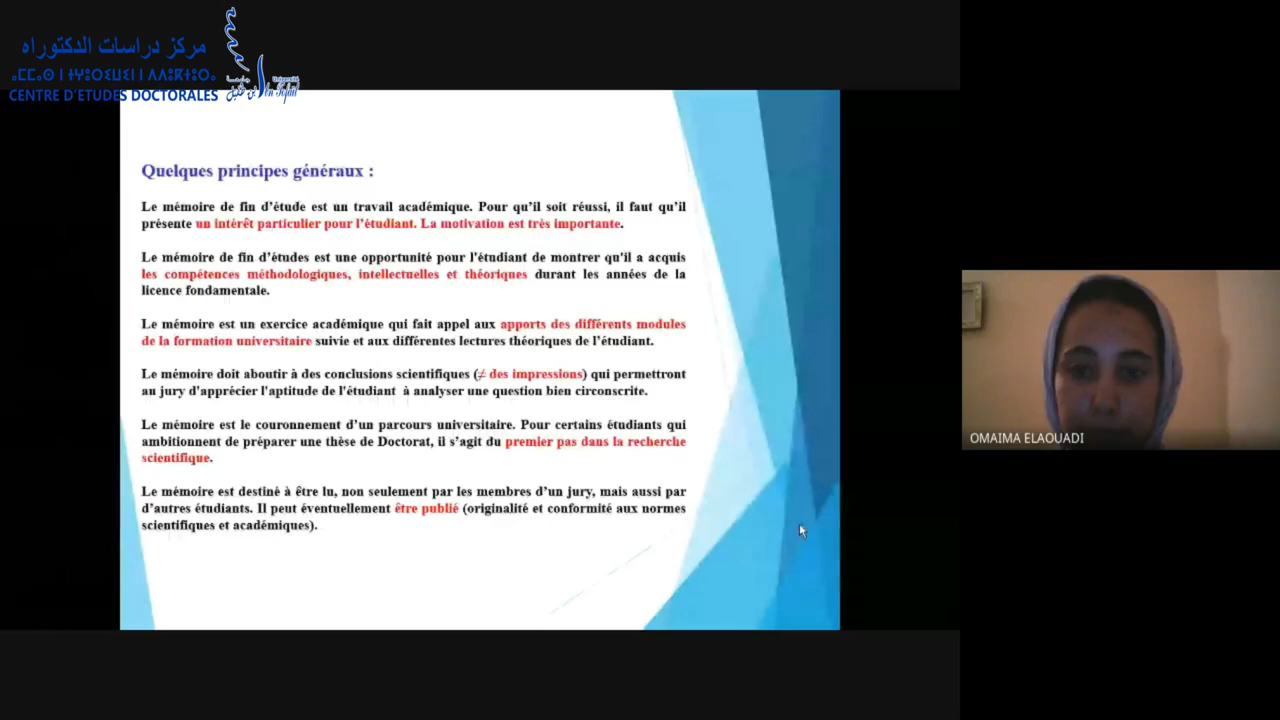 مركز دراسات الدكتوراه
CENTRE D'ETUDES DOCTORALES
Université
Ibn Tofail
Quelques principes généraux :
Le mémoire de fin d'étude est un travail académique. Pour qu'il soit réussi, il faut qu'il
présente un intérêt particulier pour l'étudiant. La motivation est très importante.
Le mémoire de fin d'études est une opportunité pour l'étudiant de montrer qu'il a acquis
les compétences méthodologiques, intellectuelles et théoriques durant les années de la
licence fondamentale.
Le mémoire est un exercice académique qui fait appel aux apports des différents modules
de la formation universitaire suivie et aux différentes lectures théoriques de l'étudiant.
Le mémoire doit aboutir à des conclusions scientifiques (≠ des impressions) qui permettront
au jury d'apprécier l'aptitude de l'étudiant à analyser une question bien circonscrite.
Le mémoire est le couronnement d'un parcours universitaire. Pour certains étudiants qui
ambitionnent de préparer une thèse de Doctorat, il s'agit du premier pas dans la recherche
scientifique.
Le mémoire est destiné à être lu, non seulement par les membres d'un jury, mais aussi par
d'autres étudiants. Il peut éventuellement être publié (originalité et conformité aux normes
scientifiques et académiques).
OMAIMA ELAOUADI